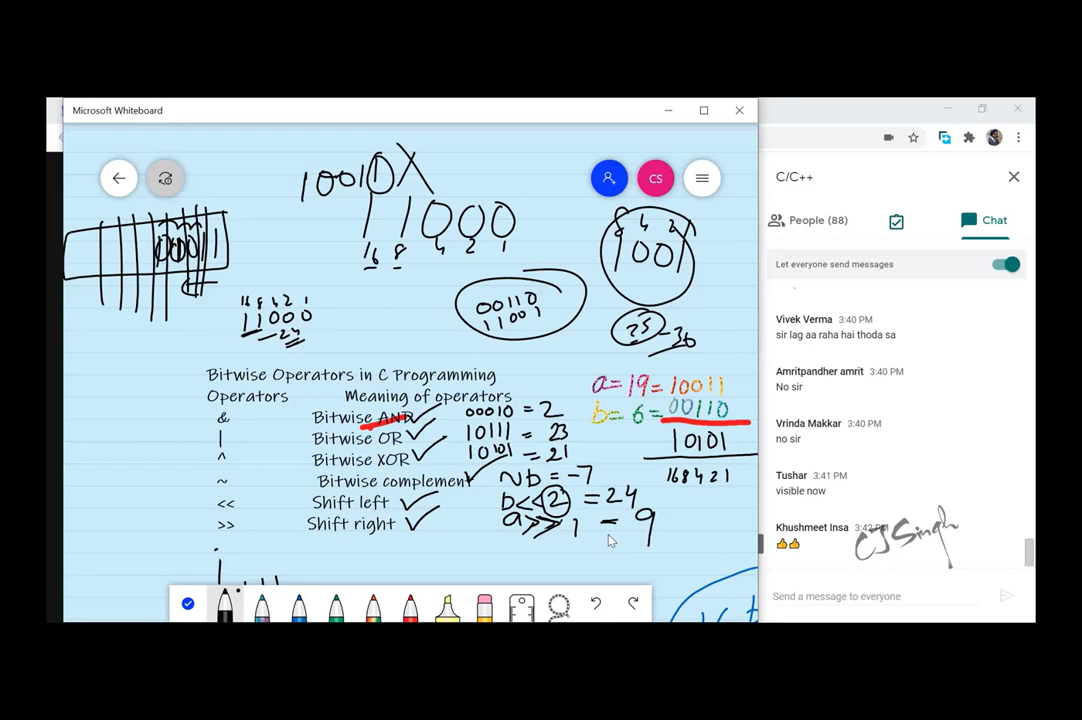 Microsoft Whiteboard
10010
CS
11000
16 8 4 2 1
0001
1001
16 8 4 2 1
11000
24
00110
11001
25
Bitwise Operators in C Programming
Operators Meaning of operators
& Bitwise AND
| Bitwise OR
^ Bitwise XOR
~ Bitwise complement
<< Shift left
>> Shift right
00010 = 2
10111 = 23
10101 = 21
~b = -7
b<<2 = 24
a>>1 = 9
a= 19 = 10011
b= 6 = 00110
10101
16 8 4 2 1
C/C++
People (88)
Chat
Let everyone send messages
Vivek Verma 3:40 PM
sir lag aa raha hai thoda sa
Amritpandher amrit 3:40 PM
No sir
Vrinda Makkar 3:40 PM
no sir
Tushar 3:41 PM
visible now
Khushmeet Insa 3:42 PM
👍👍
CJ Singh
Send a message to everyone